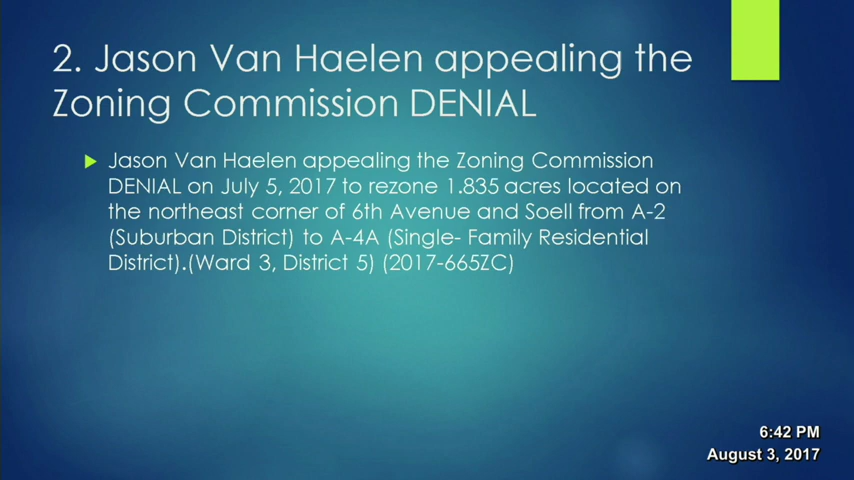 2. Jason Van Haelen appealing the
Zoning Commission DENIAL
Jason Van Haelen appealing the Zoning Commission
DENIAL on July 5, 2017 to rezone 1.835 acres located on
the northeast corner of 6th Avenue and Soell from A-2
(Suburban District) to A-4A (Single- Family Residential
District).(Ward 3, District 5) (2017-665ZC)
6:42 PM
August 3, 2017